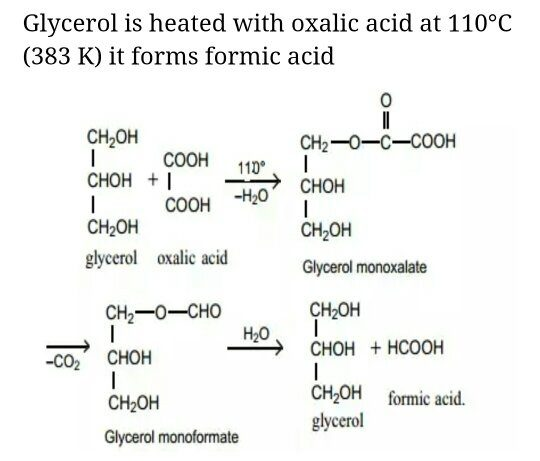 Glycerol is heated with oxalic acid at 110°C
(383 K) it forms formic acid
O
CH₂OH
CH₂—O—C—COOH
COOH
110°
CHOH +
CHOH
–H₂O
COOH
CH₂OH
CH₂OH
glycerol oxalic acid
Glycerol monoxalate
CH₂—O—CHO
CH₂OH
H₂O
–CO₂
CHOH
CHOH + HCOOH
CH₂OH
CH₂OH formic acid.
glycerol
Glycerol monoformate